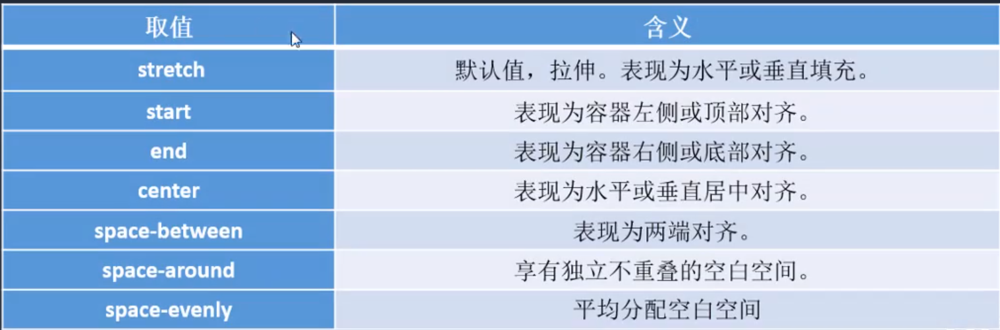 取值 含义
stretch 默认值，拉伸。表现为水平或垂直填充。
start 表现为容器左侧或顶部对齐。
end 表现为容器右侧或底部对齐。
center 表现为水平或垂直居中对齐。
space-between 表现为两端对齐。
space-around 享有独立不重叠的空白空间。
space-evenly 平均分配空白空间